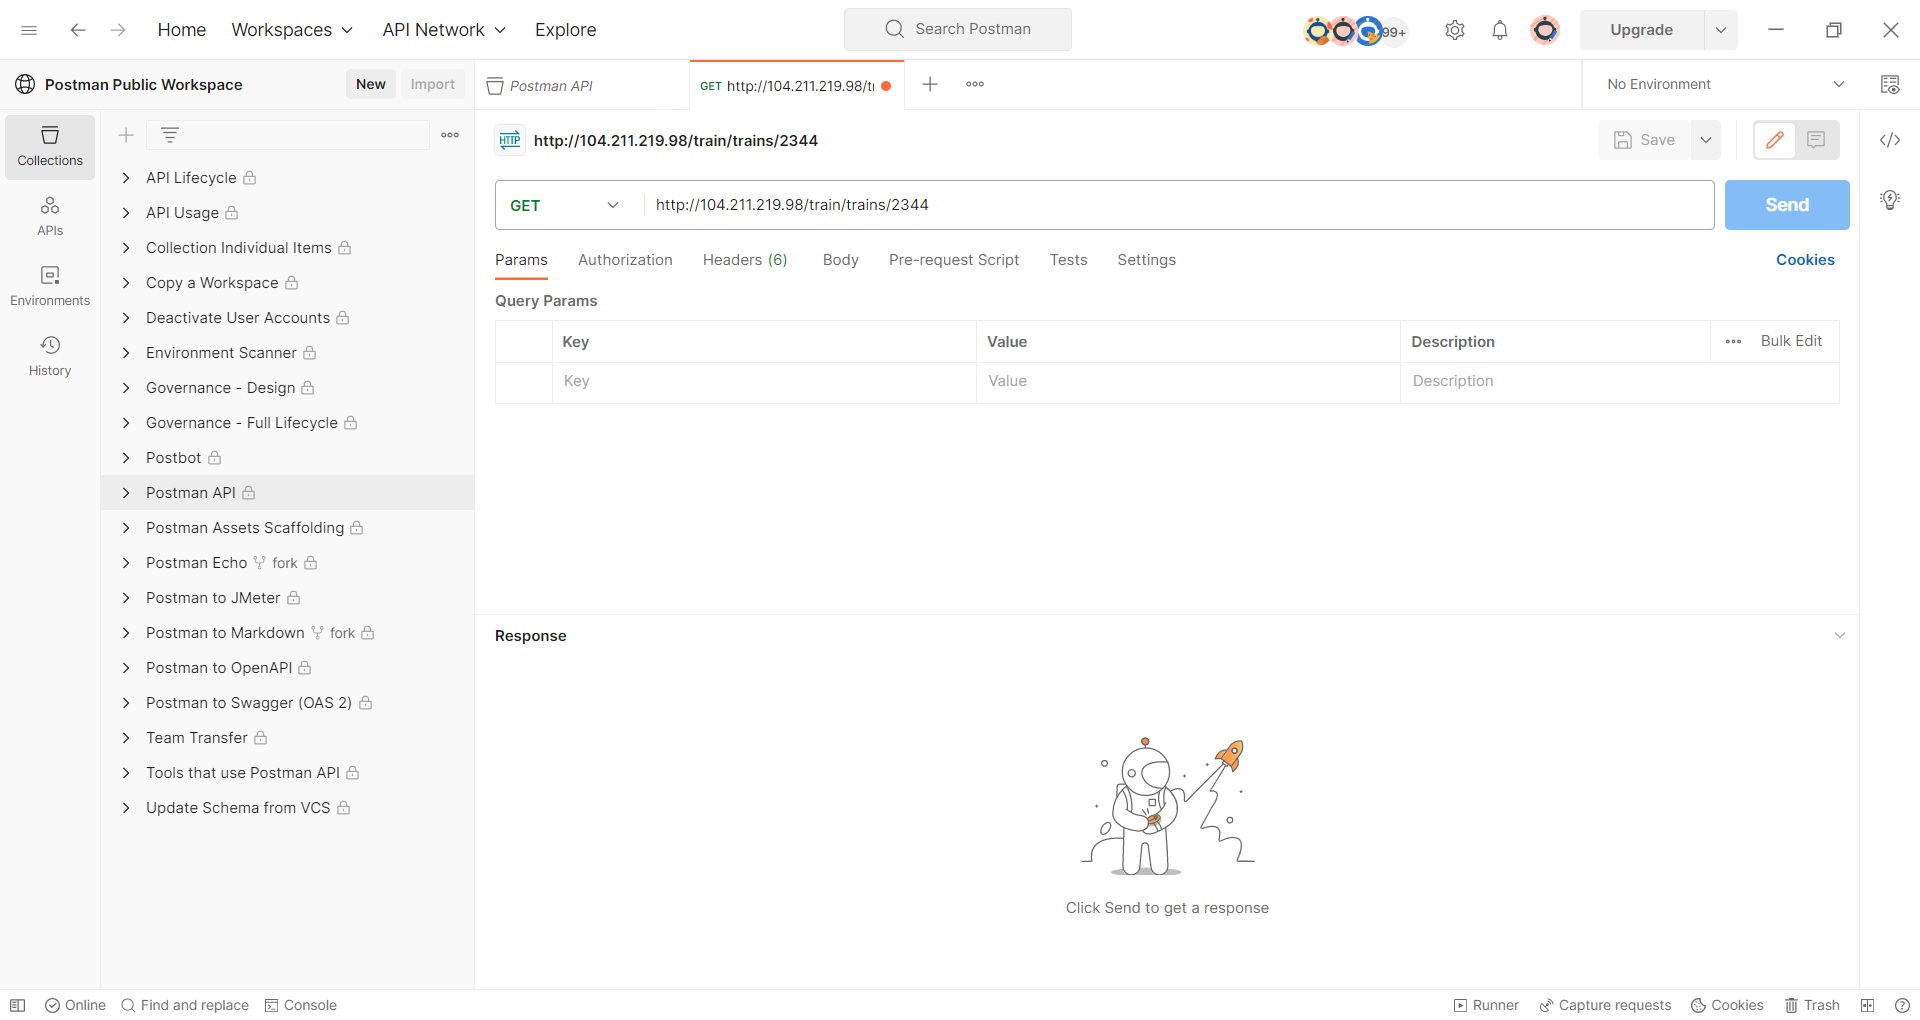 Home Workspaces API Network Explore Search Postman 99+ Upgrade
Postman Public Workspace New Import Postman API GET http://104.211.219.98/tr No Environment
HTTP http://104.211.219.98/train/trains/2344 Save
Collections
APIs
Environments
History
API Lifecycle
API Usage
Collection Individual Items
Copy a Workspace
Deactivate User Accounts
Environment Scanner
Governance - Design
Governance - Full Lifecycle
Postbot
Postman API
Postman Assets Scaffolding
Postman Echo fork
Postman to JMeter
Postman to Markdown fork
Postman to OpenAPI
Postman to Swagger (OAS 2)
Team Transfer
Tools that use Postman API
Update Schema from VCS
GET http://104.211.219.98/train/trains/2344 Send
Params Authorization Headers (6) Body Pre-request Script Tests Settings Cookies
Query Params
Key Value Description Bulk Edit
Key Value Description
Response
Click Send to get a response
Online Find and replace Console Runner Capture requests Cookies Trash